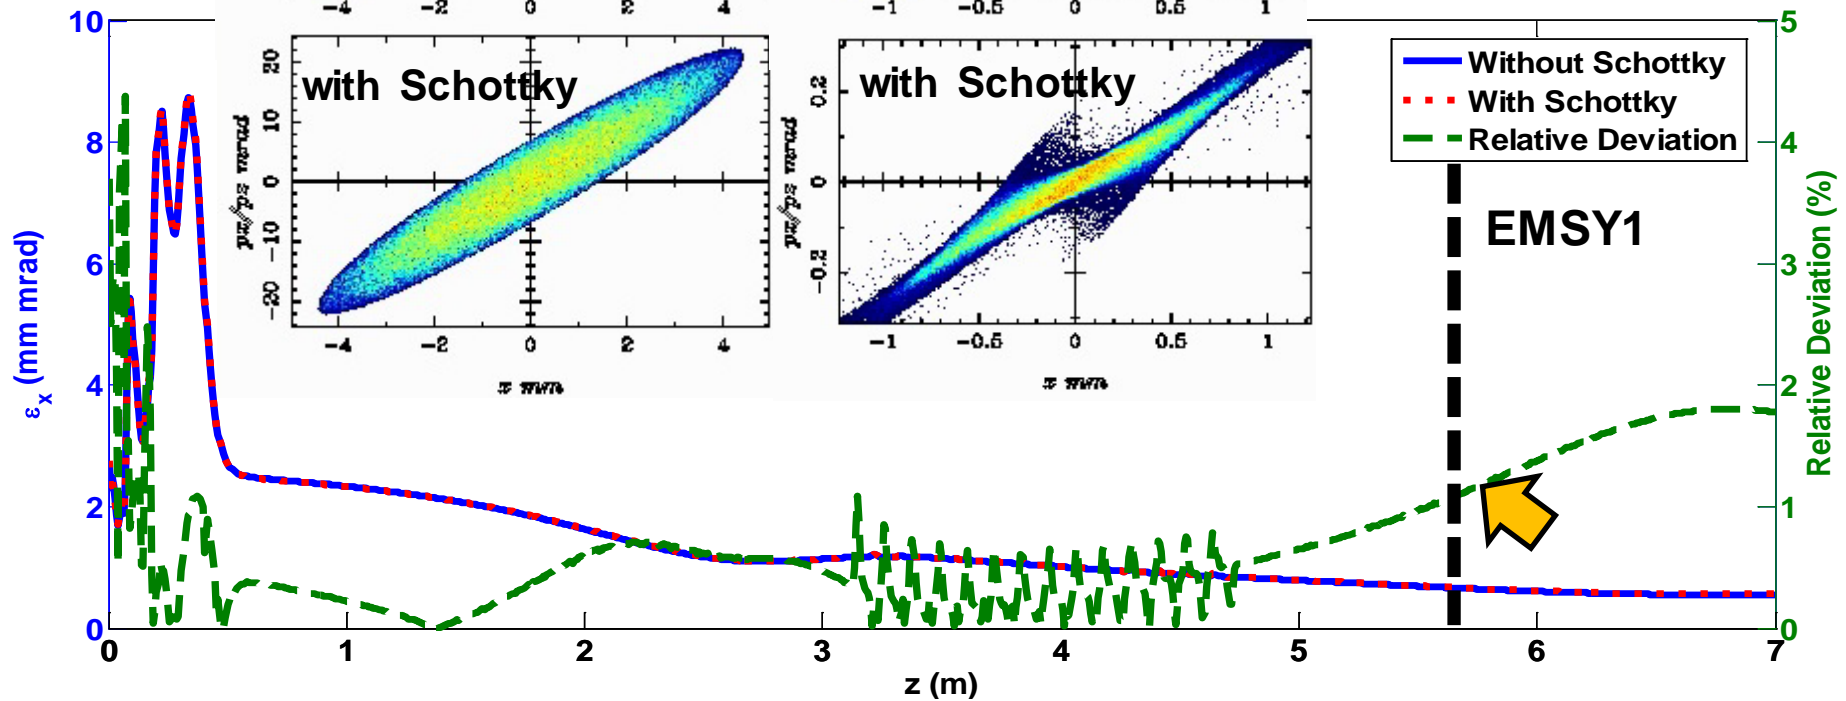 -4 -2 0 2 4
-1 -0.5 0 0.5 1
10
8
6
4
2
0
εx (mm mrad)
5
4
3
2
1
0
Relative Deviation (%)
with Schottky
20
10
0
-10
-20
-4 -2 0 2 4
x mm
with Schottky
0.2
0
-0.2
-1 -0.5 0 0.5 1
x mm
Without Schottky
With Schottky
Relative Deviation
EMSY1
0 1 2 3 4 5 6 7
z (m)